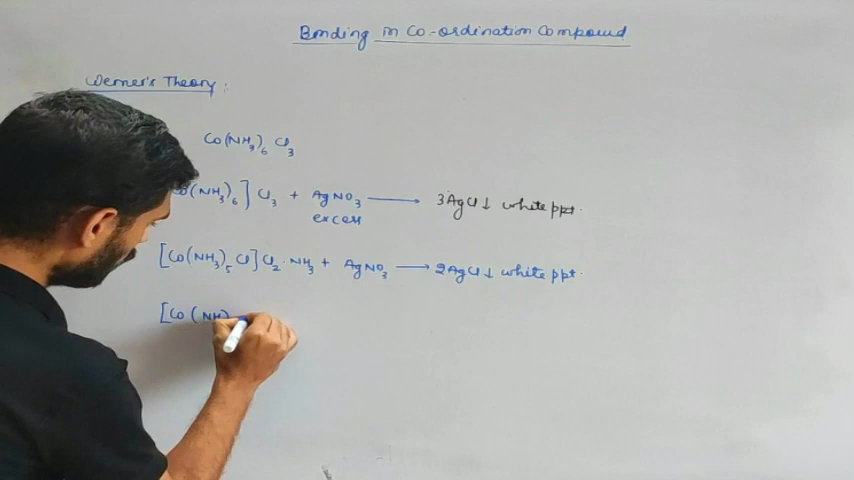 Bonding in Co-ordination Compound
Werner's Theory:
Co(NH₃)₆ Cl₃
(NH₃)₆] Cl₃ + AgNO₃ ⟶ 3AgCl↓ white ppt.
excess
[Co(NH₃)₅ Cl] Cl₂ · NH₃ + AgNO₃ ⟶ 2AgCl↓ white ppt.
[Co(NH